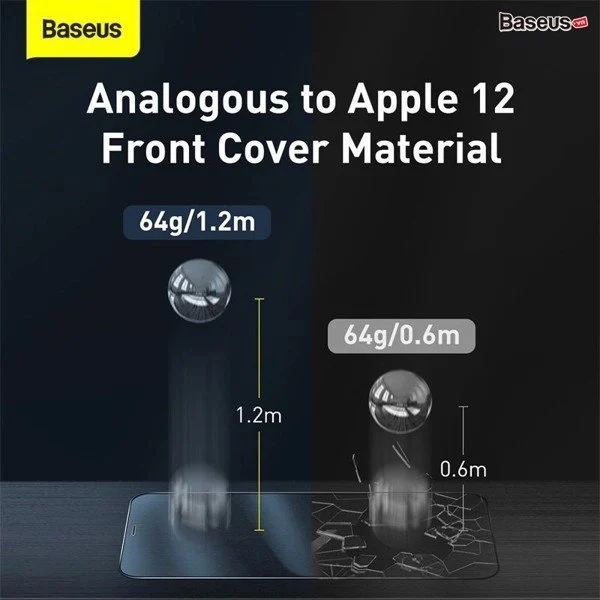 Baseus
Baseus.VN
Analogous to Apple 12
Front Cover Material
64g/1.2m
64g/0.6m
1.2m
0.6m